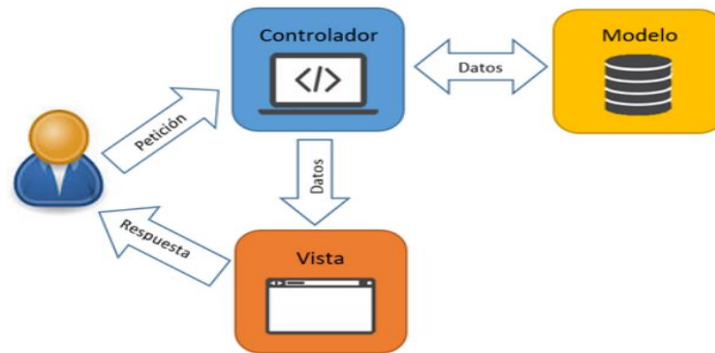 Controlador
Modelo
</>
Datos
Petición
Datos
Respuesta
Vista